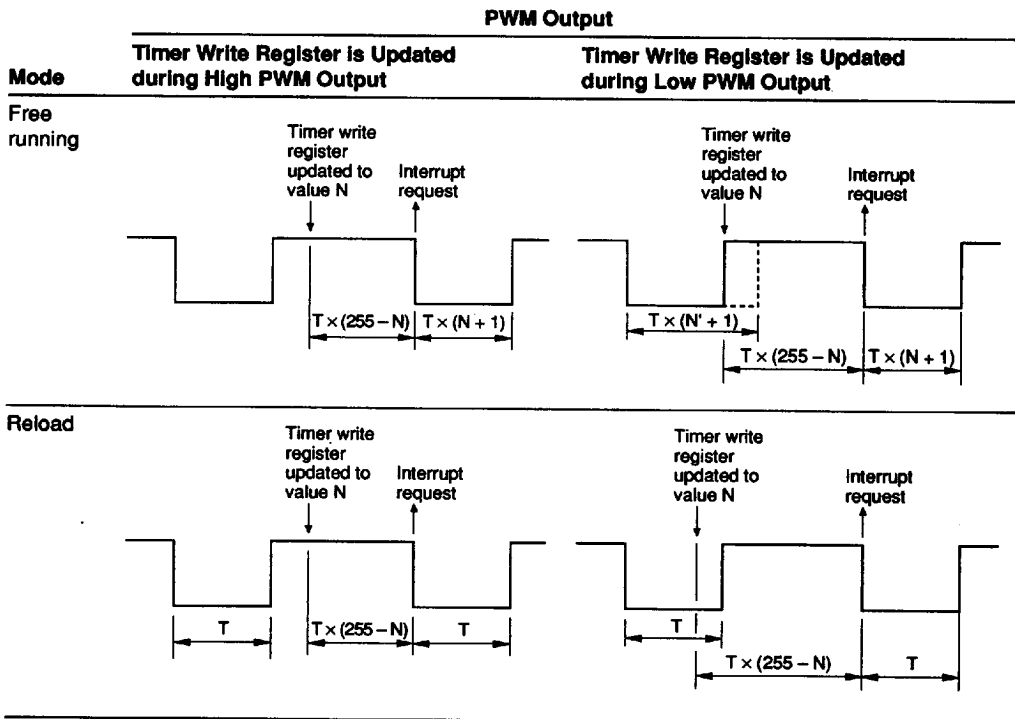 PWM Output
Timer Write Register is Updated
during High PWM Output
Timer Write Register is Updated
during Low PWM Output
Mode
Free
running
Timer write
register
updated to
value N
Interrupt
request
Timer write
register
updated to
value N
Interrupt
request
T × (255 – N)
T × (N + 1)
T × (N' + 1)
T × (255 – N)
T × (N + 1)
Reload
Timer write
register
updated to
value N
Interrupt
request
Timer write
register
updated to
value N
Interrupt
request
T
T × (255 – N)
T
T
T × (255 – N)
T